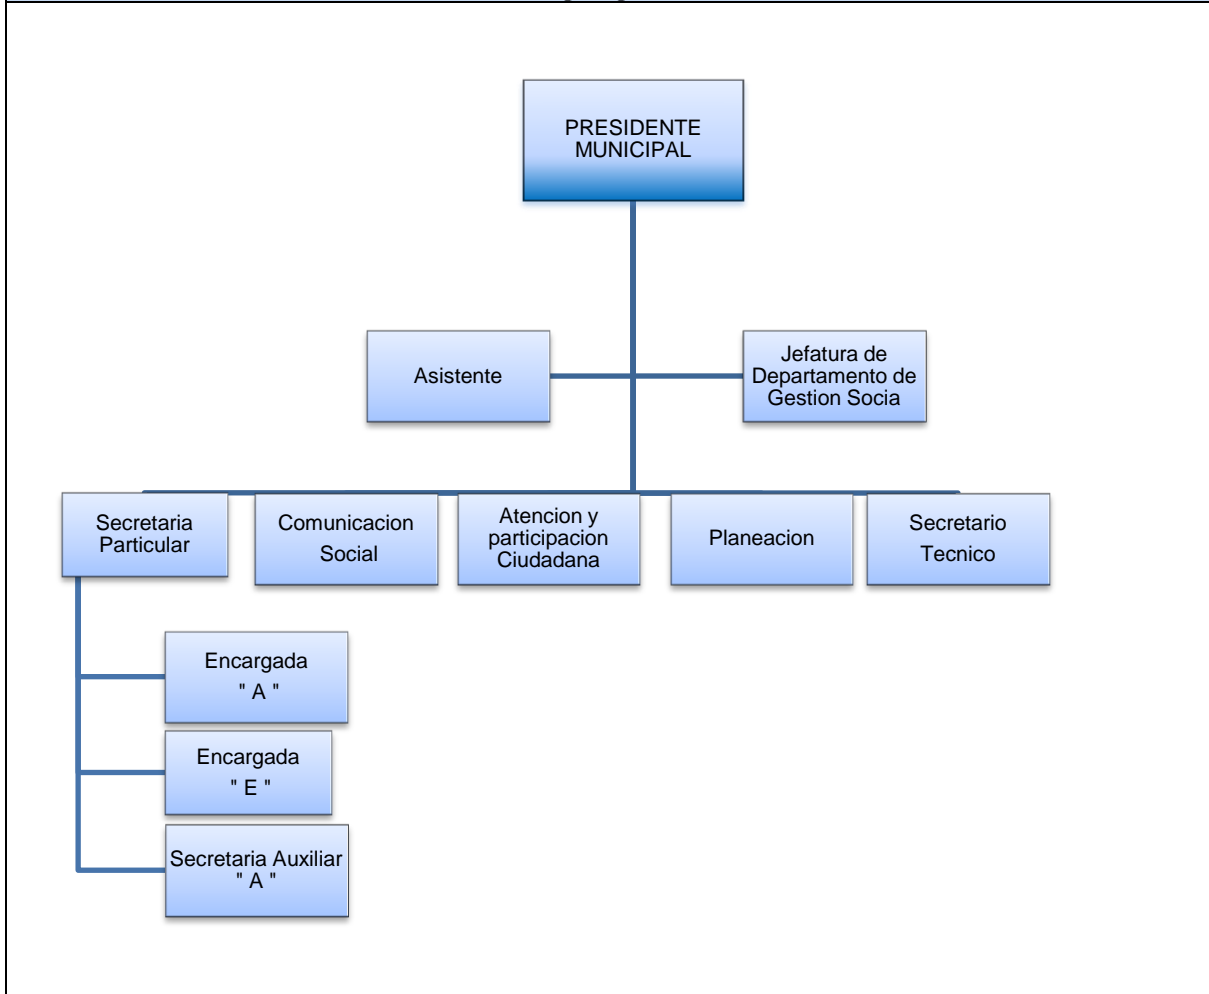 PRESIDENTE
MUNICIPAL
Asistente
Jefatura de
Departamento de
Gestion Socia
Secretaria
Particular
Comunicacion
Social
Atencion y
participacion
Ciudadana
Planeacion
Secretario
Tecnico
Encargada
" A "
Encargada
" E "
Secretaria Auxiliar
" A "